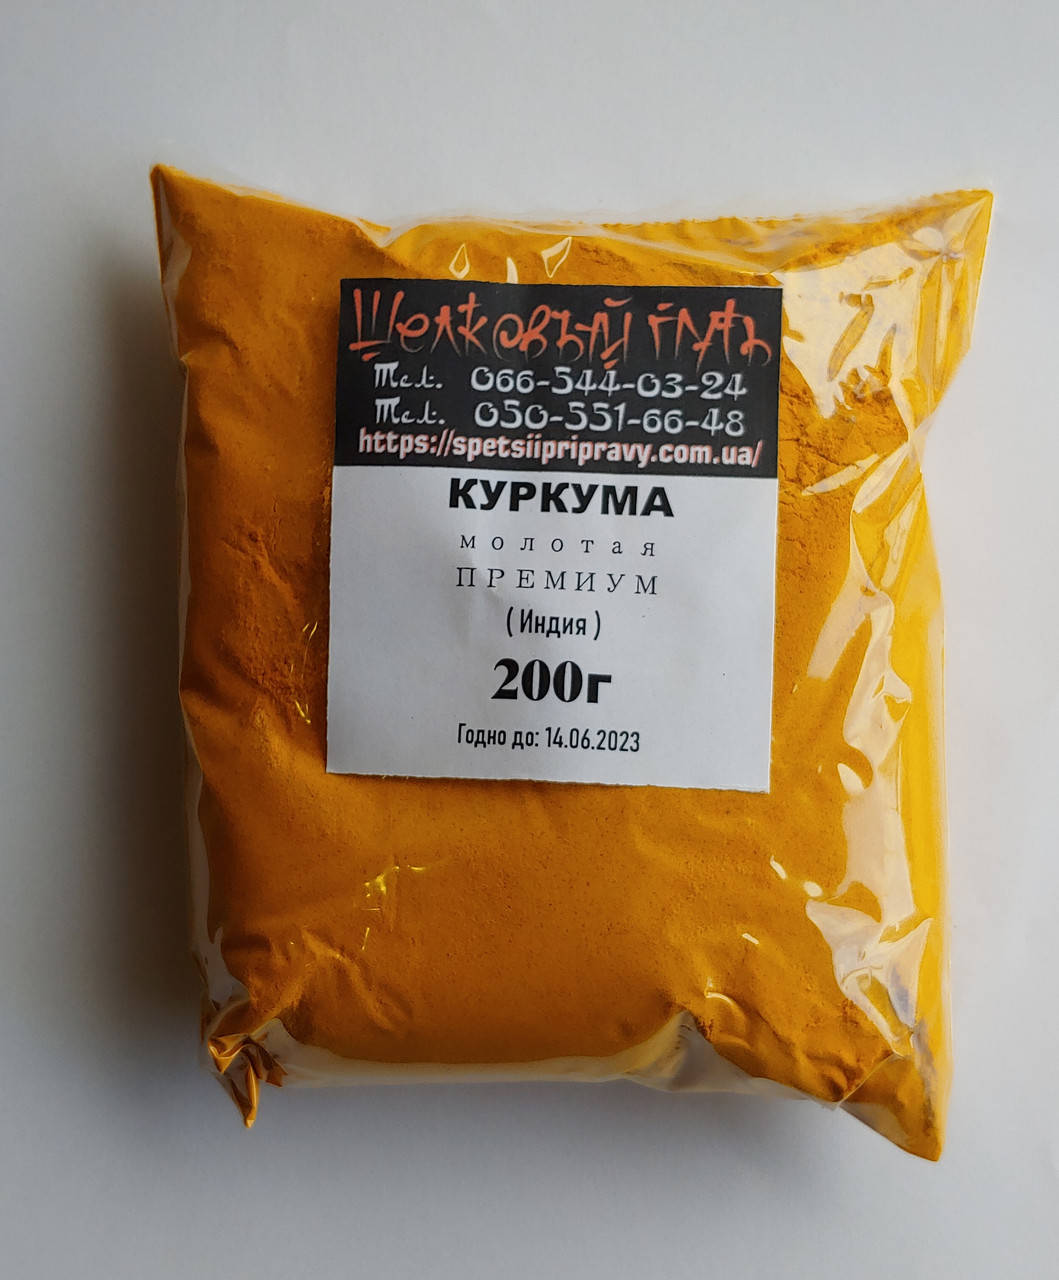 Шелковый путь
Тел. 066-544-03-24
Тел. 050-551-66-48
https://spetsiipripravy.com.ua/
КУРКУМА
молотая
ПРЕМИУМ
( Индия )
200г
Годно до: 14.06.2023